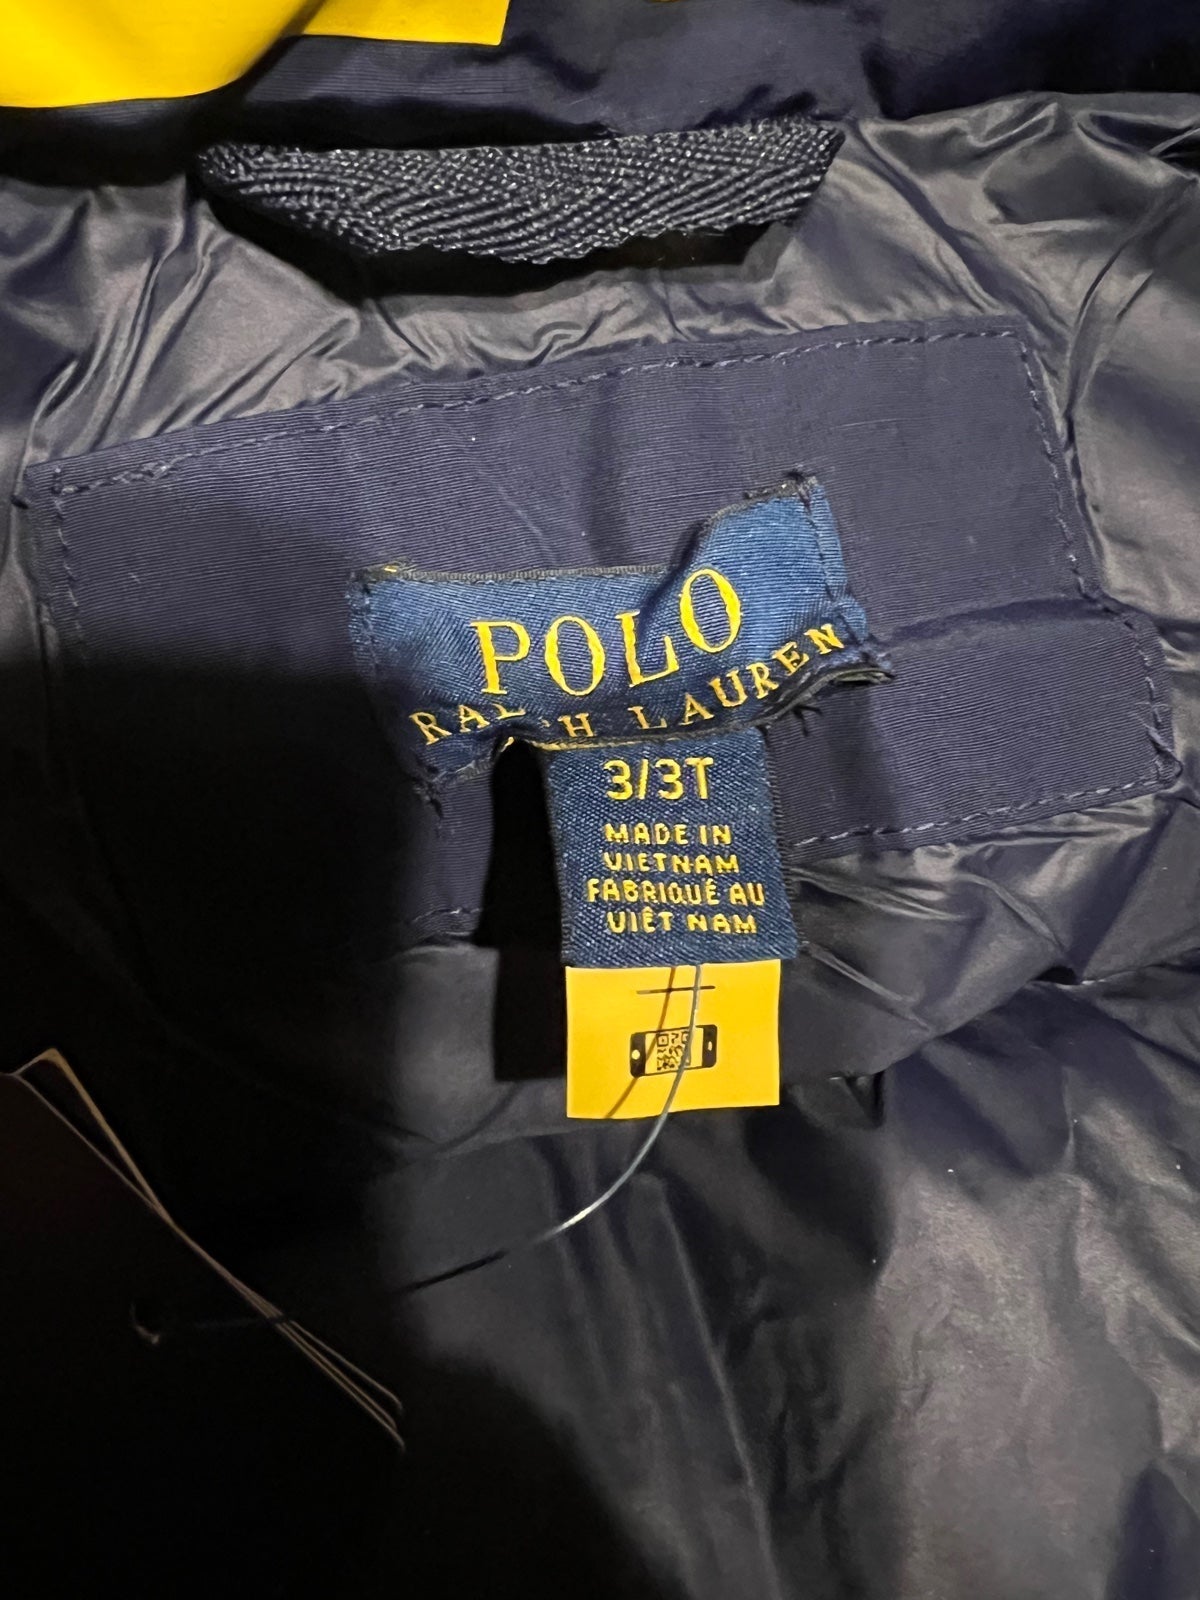 POLO
RALPH LAUREN
3/3T
MADE IN
VIETNAM
FABRIQUÉ AU
VIÊT NAM